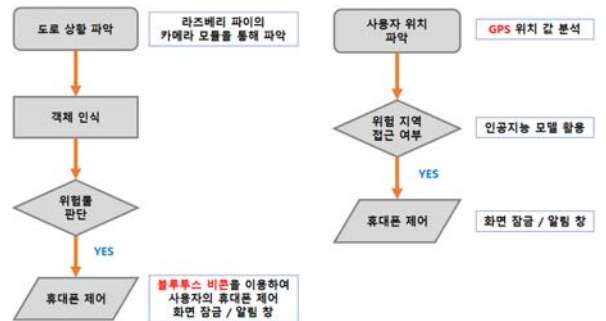 도로 상황 파악
라즈베리 파이의
카메라 모듈을 통해 파악
객체 인식
위험물
판단
YES
휴대폰 제어
블루투스 비콘을 이용하여
사용자의 휴대폰 제어
화면 잠금 / 알림 창
사용자 위치
파악
GPS 위치 값 분석
위험 지역
접근 여부
인공지능 모델 활용
YES
휴대폰 제어
화면 잠금 / 알림 창